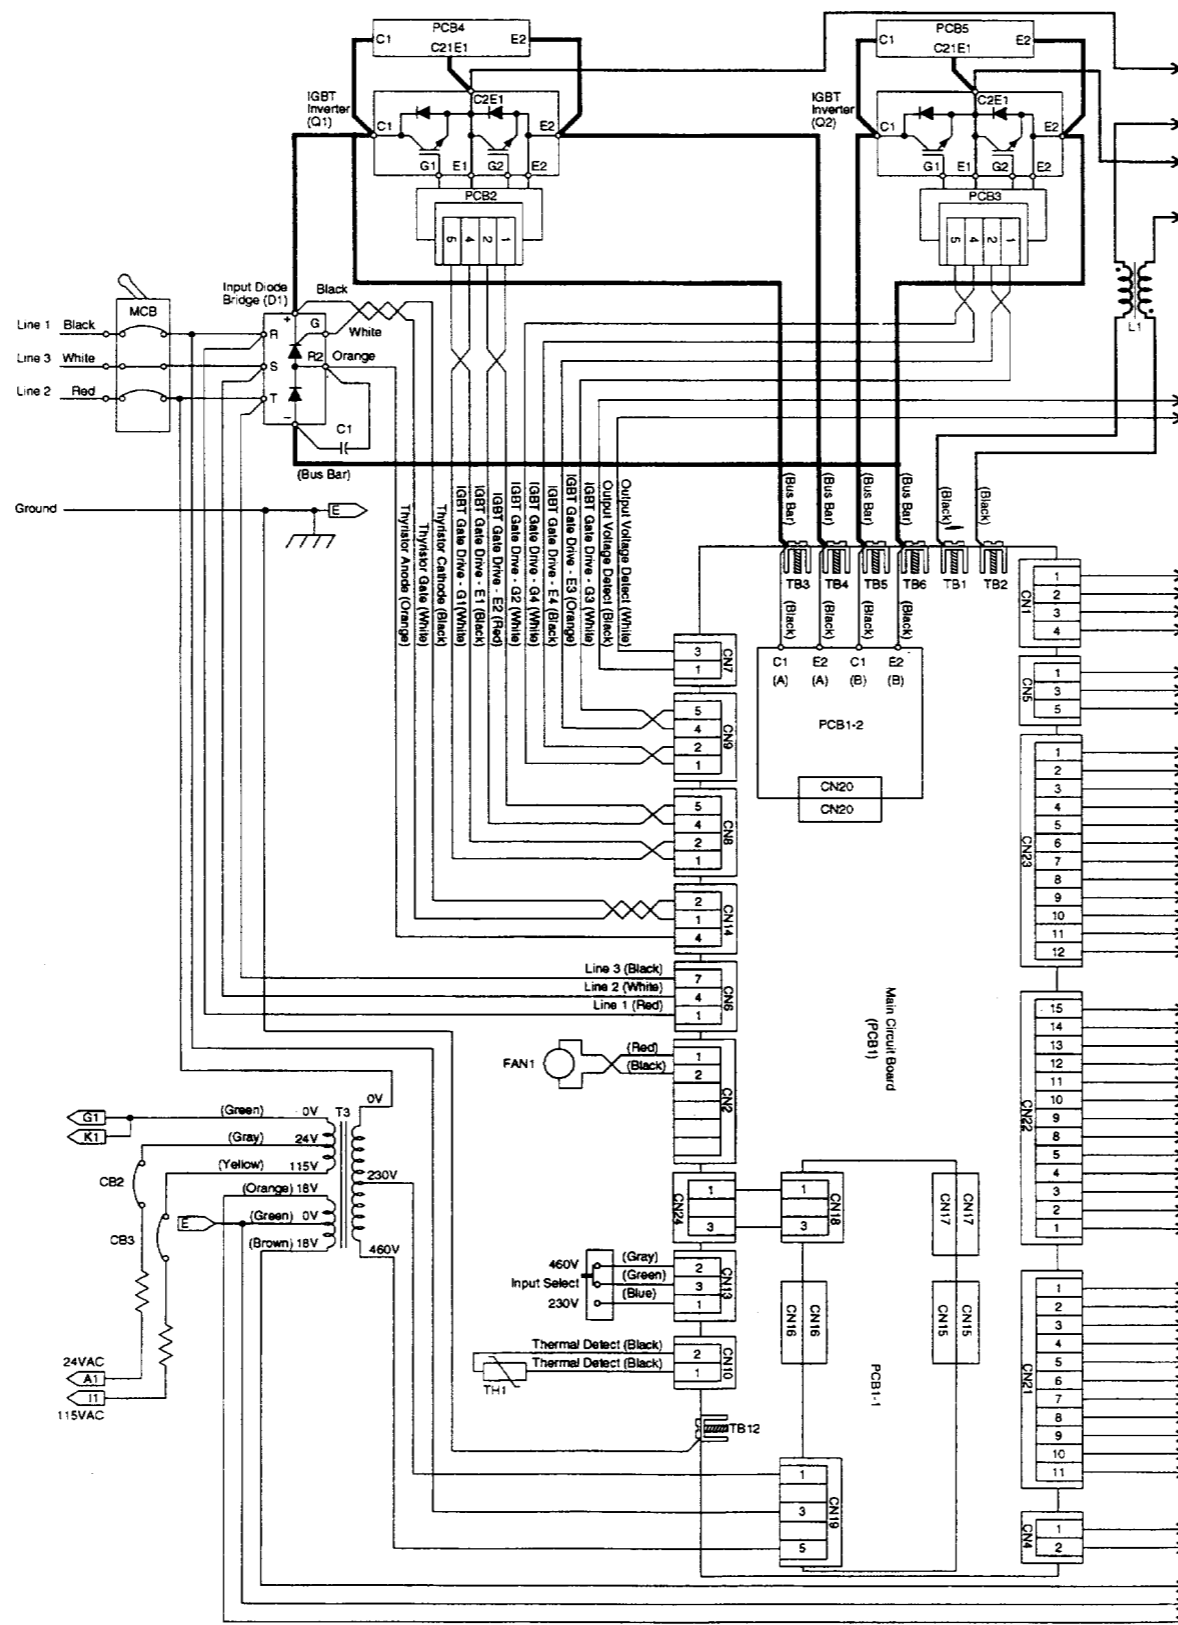 PCB4
C1
E2
C21E1
PCB5
C1
E2
C21E1
IGBT
Inverter
(Q1)
C1
C2E1
E2
G1
E1
G2
E2
PCB2
5
4
2
1
IGBT
Inverter
(Q2)
C1
C2E1
E2
G1
E1
G2
E2
PCB3
5
4
2
1
L1
MCB
Line 1 Black
Line 3 White
Line 2 Red
Input Diode
Bridge (D1)
Black
White
Orange
+
G
R
R2
S
T
−
C1
(Bus Bar)
Ground
E
Thyristor Anode (Orange)
Thyristor Gate (White)
Thyristor Cathode (Black)
IGBT Gate Drive - G1(White)
IGBT Gate Drive - E1 (Black)
IGBT Gate Drive - E2 (Red)
IGBT Gate Drive - G2 (White)
IGBT Gate Drive - G4 (White)
IGBT Gate Drive - E4 (Black)
IGBT Gate Drive - E3 (Orange)
IGBT Gate Drive - G3 (White)
Output Voltage Detect (Black)
Output Voltage Detect (White)
(Bus Bar)
(Bus Bar)
(Bus Bar)
(Bus Bar)
(Black)
(Black)
TB3
TB4
TB5
TB6
TB1
TB2
(Black)
(Black)
(Black)
(Black)
C1
(A)
E2
(A)
C1
(B)
E2
(B)
PCB1-2
CN20
CN20
CN7
3
1
CN9
5
4
2
1
CN8
5
4
2
1
CN14
2
1
4
Line 3 (Black)
Line 2 (White)
Line 1 (Red)
CN6
7
4
1
FAN1
(Red)
(Black)
CN2
1
2
CN24
1
3
CN18
1
3
CN17
CN17
460V
Input Select
230V
(Gray)
(Green)
(Blue)
CN13
2
3
1
CN16
CN16
CN15
CN15
Thermal Detect (Black)
Thermal Detect (Black)
TH1
CN10
2
1
TB12
PCB1-1
CN19
1
3
5
Main Circuit Board
(PCB1)
CN1
1
2
3
4
CN5
1
3
5
CN23
1
2
3
4
5
6
7
8
9
10
11
12
CN22
15
14
13
12
11
10
9
8
5
4
3
2
1
CN21
1
2
3
4
5
6
7
8
9
10
11
CN4
1
2
G1
K1
(Green) 0V
T3
0V
(Gray) 24V
(Yellow) 115V
230V
(Orange) 18V
(Green) 0V
(Brown) 18V
460V
CB2
CB3
E
24VAC
A1
I1
115VAC